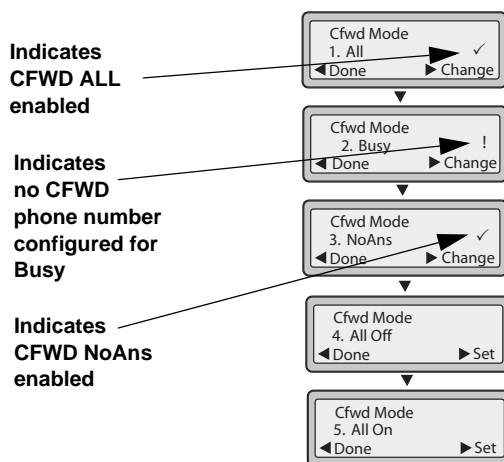 Indicates
CFWD ALL
enabled
Indicates
no CFWD
phone number
configured for
Busy
Indicates
CFWD NoAns
enabled
Cfwd Mode
1. All ✓
◀Done ▶Change
▼
Cfwd Mode
2. Busy !
◀Done ▶Change
▼
Cfwd Mode
3. NoAns ✓
◀Done ▶Change
▼
Cfwd Mode
4. All Off
◀Done ▶Set
▼
Cfwd Mode
5. All On
◀Done ▶Set